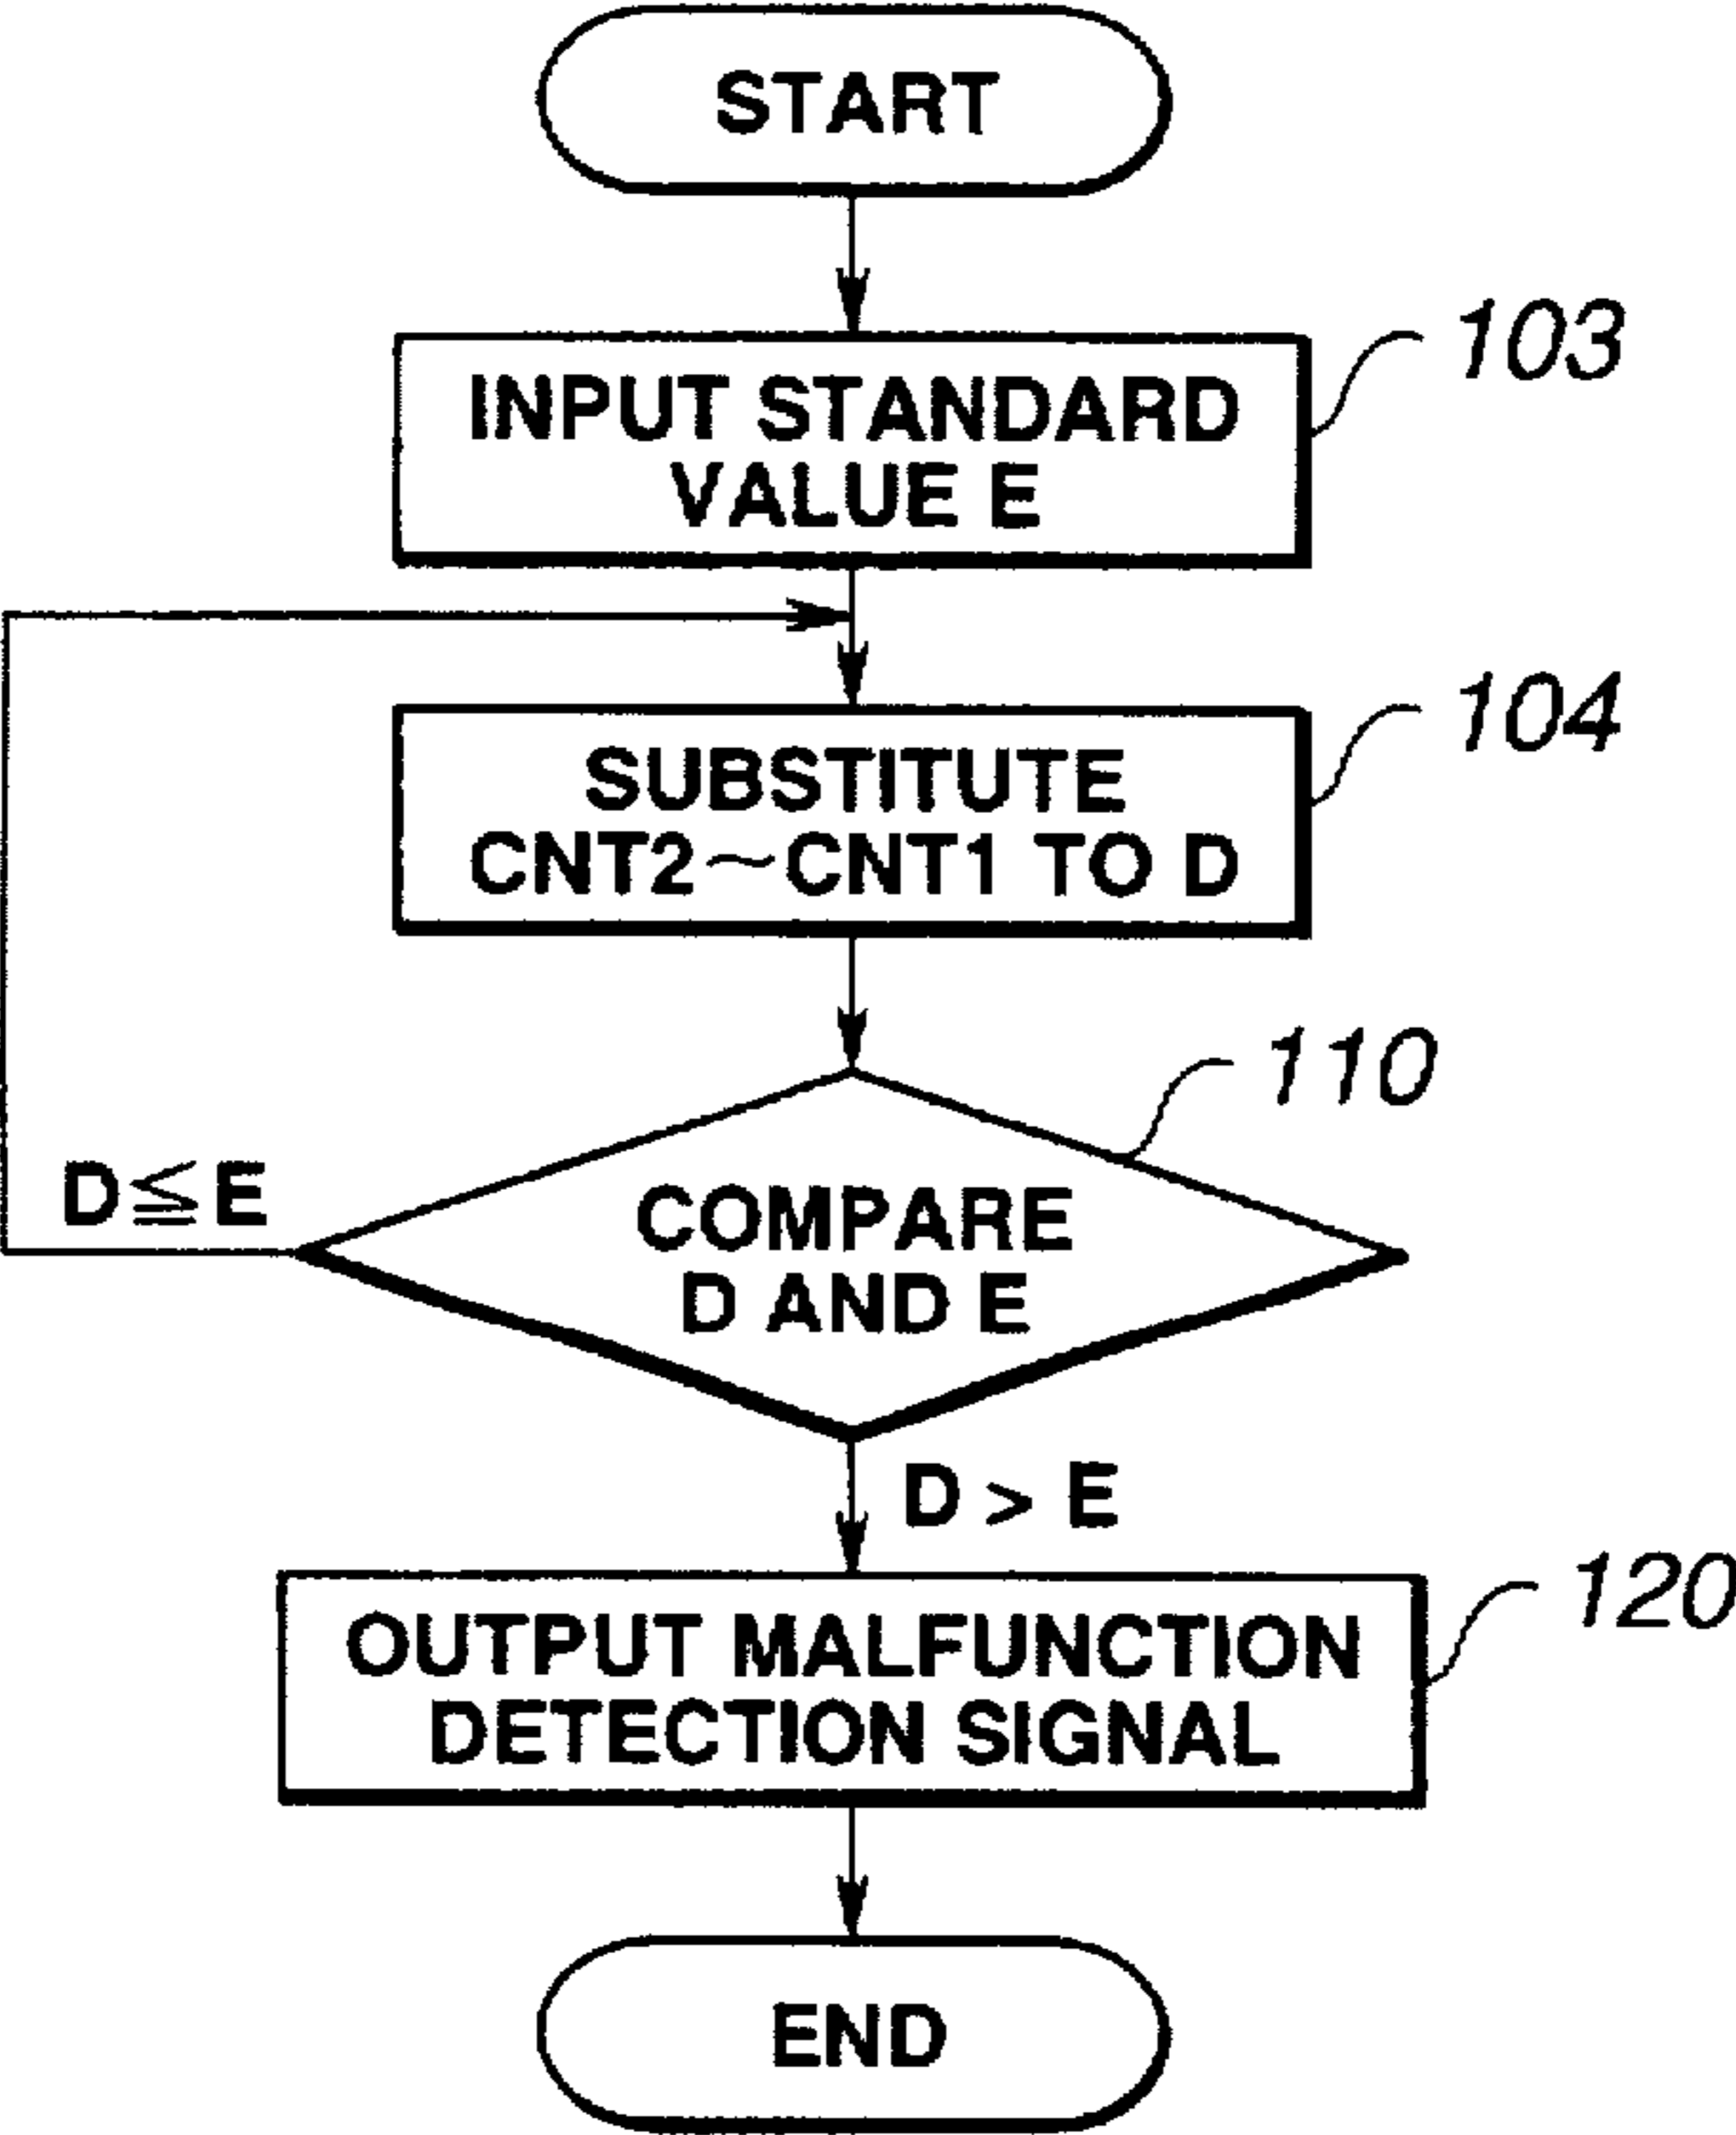 START
103
INPUT STANDARD
VALUE E
104
SUBSTITUTE
CNT2~CNT1 TO D
110
D≦E
COMPARE
D AND E
D > E
120
OUTPUT MALFUNCTION
DETECTION SIGNAL
END